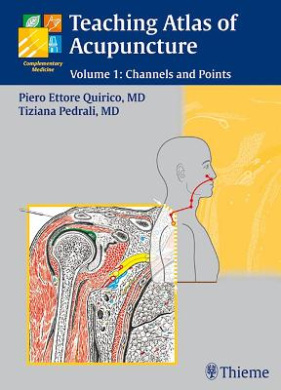 Complementary
Medicine
Teaching Atlas of
Acupuncture
Volume 1: Channels and Points
Piero Ettore Quirico, MD
Tiziana Pedrali, MD
Thieme